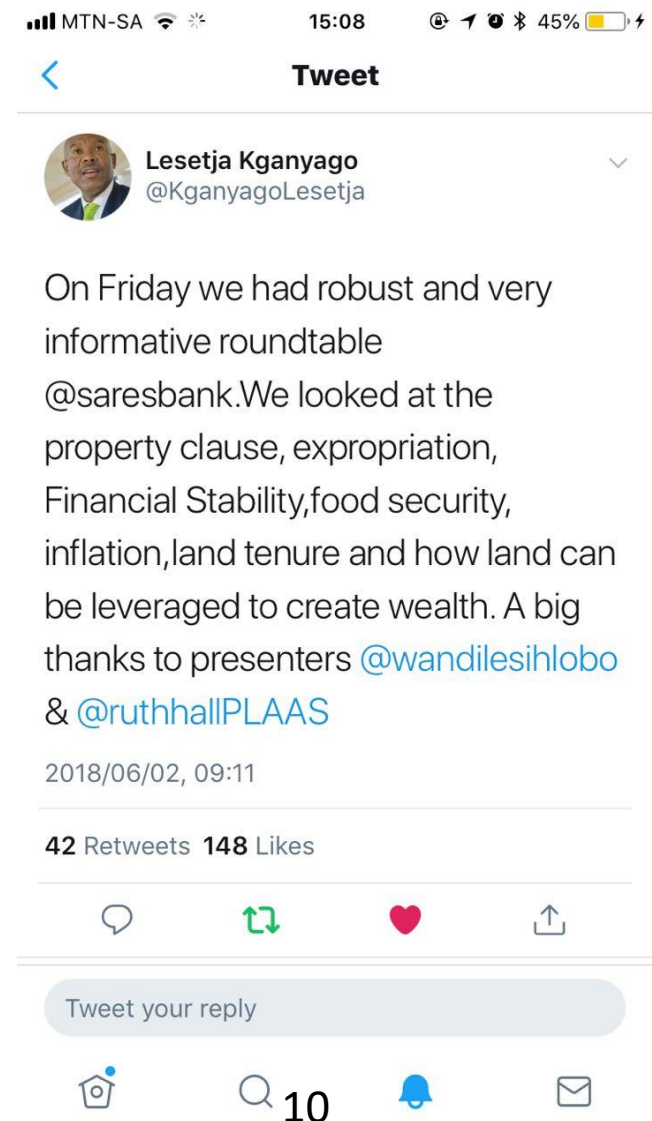 MTN-SA 15:08 45%
Tweet
Lesetja Kganyago
@KganyagoLesetja
On Friday we had robust and very
informative roundtable
@saresbank.We looked at the
property clause, expropriation,
Financial Stability,food security,
inflation,land tenure and how land can
be leveraged to create wealth. A big
thanks to presenters @wandilesihlobo
& @ruthhallPLAAS
2018/06/02, 09:11
42 Retweets 148 Likes
Tweet your reply
10